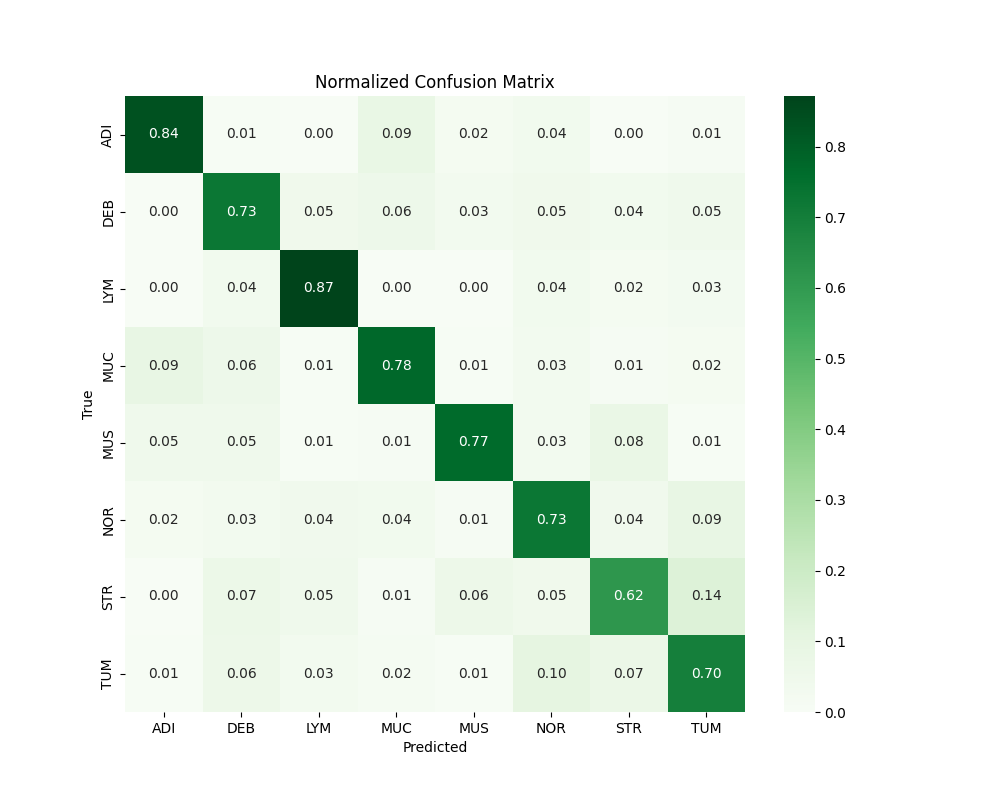 Normalized Confusion Matrix
ADI 0.84 0.01 0.00 0.09 0.02 0.04 0.00 0.01
DEB 0.00 0.73 0.05 0.06 0.03 0.05 0.04 0.05
LYM 0.00 0.04 0.87 0.00 0.00 0.04 0.02 0.03
MUC 0.09 0.06 0.01 0.78 0.01 0.03 0.01 0.02
MUS 0.05 0.05 0.01 0.01 0.77 0.03 0.08 0.01
NOR 0.02 0.03 0.04 0.04 0.01 0.73 0.04 0.09
STR 0.00 0.07 0.05 0.01 0.06 0.05 0.62 0.14
TUM 0.01 0.06 0.03 0.02 0.01 0.10 0.07 0.70
ADI DEB LYM MUC MUS NOR STR TUM
Predicted
True
0.8
0.7
0.6
0.5
0.4
0.3
0.2
0.1
0.0